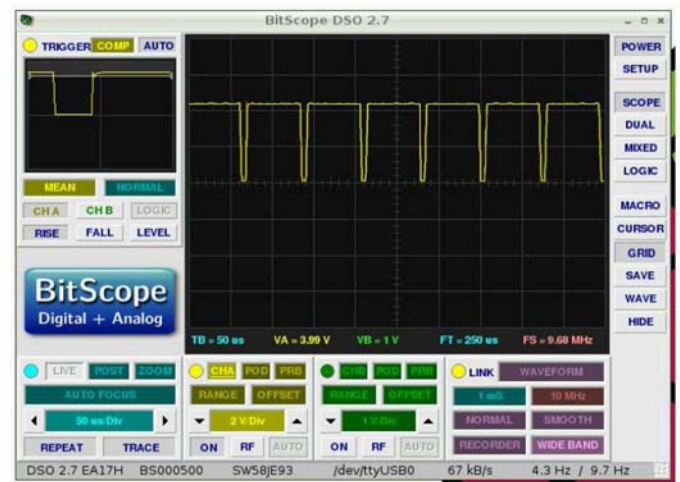 BitScope DSO 2.7
TRIGGER COMP AUTO
MEAN NORMAL
CH A CH B LOGIC
RISE FALL LEVEL
BitScope
Digital + Analog
TB = 50 us VA = 3.99 V VB = 1 V FT = 250 us FS = 9.68 MHz
POWER
SETUP
SCOPE
DUAL
MIXED
LOGIC
MACRO
CURSOR
GRID
SAVE
WAVE
HIDE
LIVE POST ZOOM
AUTO FOCUS
50 us/Div
REPEAT TRACE
CHA POD PRB
RANGE OFFSET
2 V/Div
ON RF AUTO
CHB POD PRB
RANGE OFFSET
1 V/Div
ON RF AUTO
LINK WAVEFORM
1 mS 10 MHz
NORMAL SMOOTH
RECORDER WIDE BAND
DSO 2.7 EA17H BS000500 SW58JE93 /dev/ttyUSB0 67 kB/s 4.3 Hz / 9.7 Hz